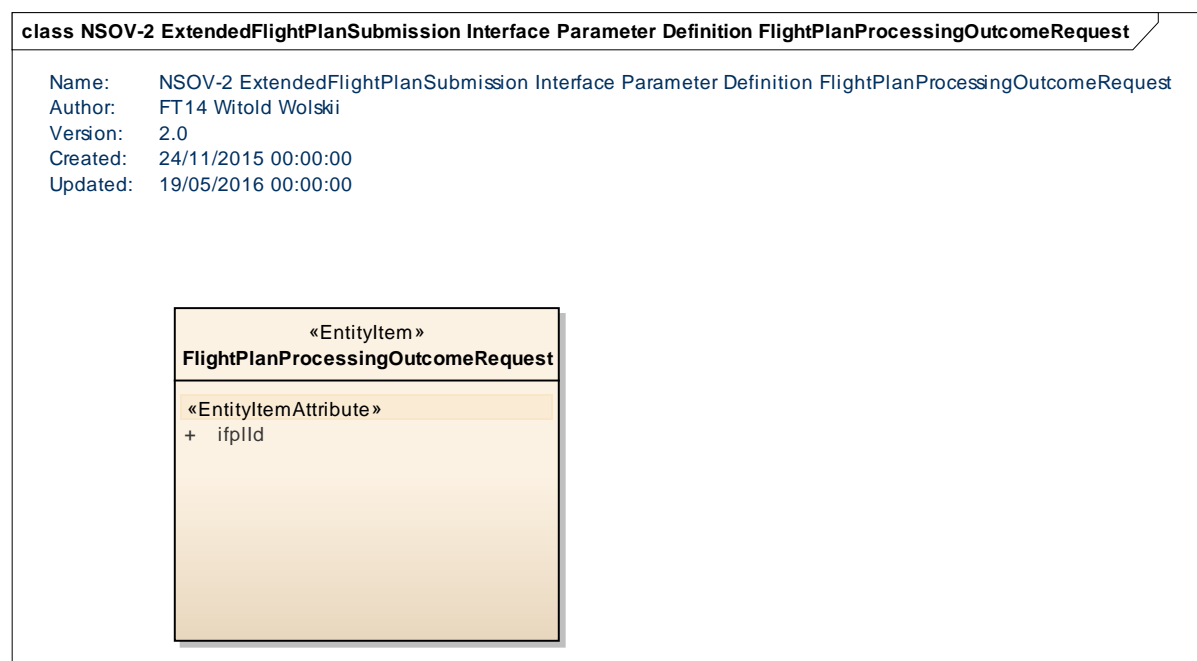 class NSOV-2 ExtendedFlightPlanSubmission Interface Parameter Definition FlightPlanProcessingOutcomeRequest
Name: NSOV-2 ExtendedFlightPlanSubmission Interface Parameter Definition FlightPlanProcessingOutcomeRequest
Author: FT14 Witold Wolskii
Version: 2.0
Created: 24/11/2015 00:00:00
Updated: 19/05/2016 00:00:00
«EntityItem»
FlightPlanProcessingOutcomeRequest
«EntityItemAttribute»
+ ifplId